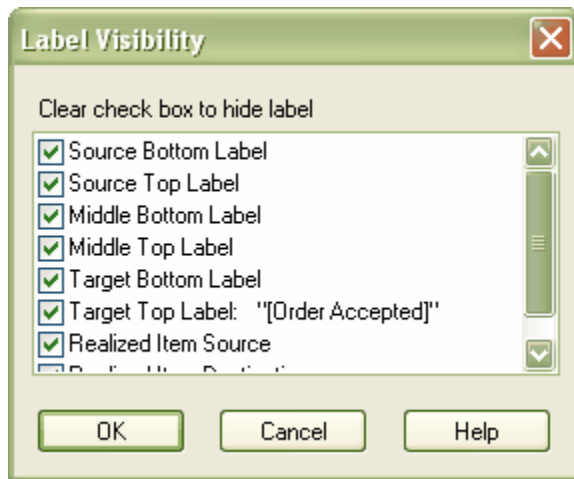 Label Visibility
Clear check box to hide label
Source Bottom Label
Source Top Label
Middle Bottom Label
Middle Top Label
Target Bottom Label
Target Top Label:   "[Order Accepted]"
Realized Item Source
OK
Cancel
Help